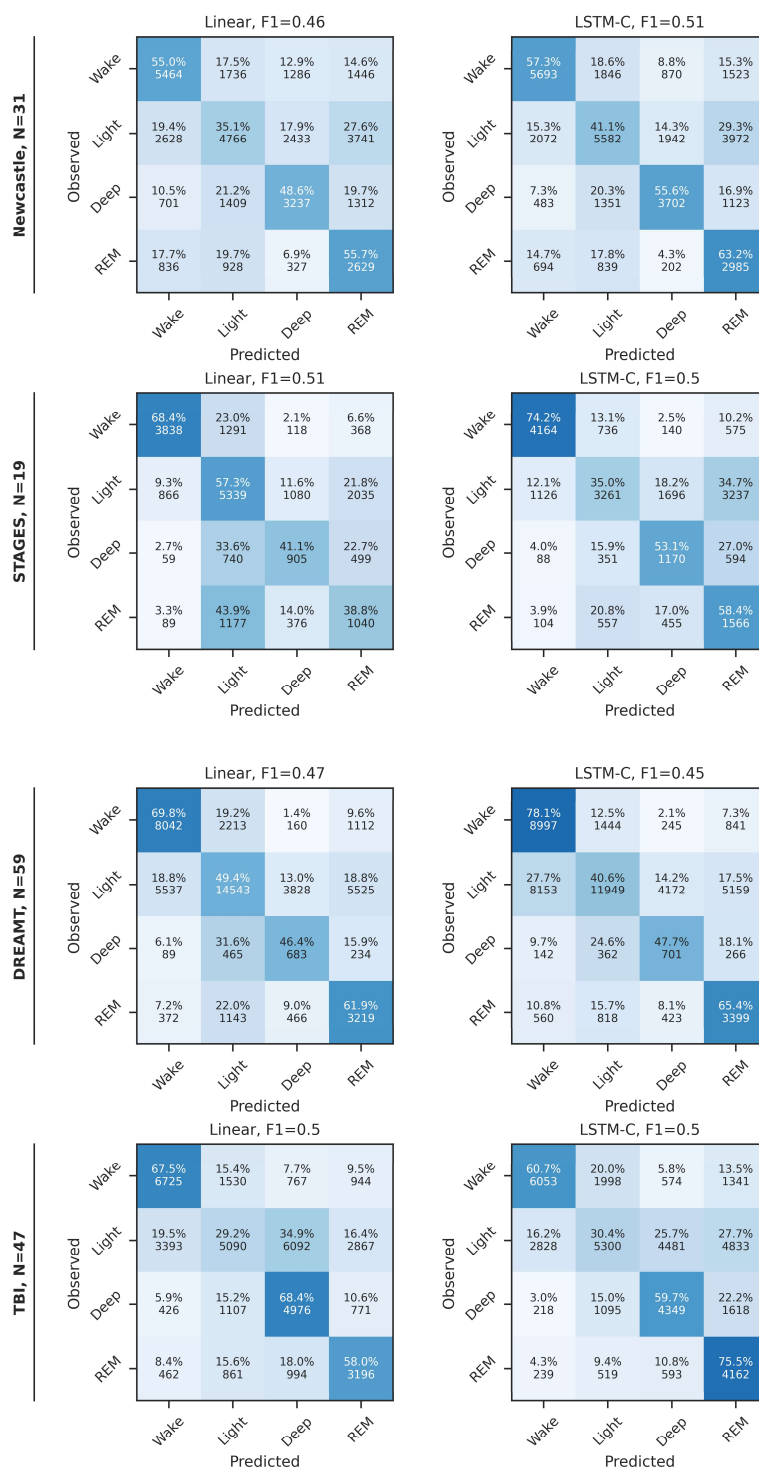 Newcastle, N=31
Linear, F1=0.46
Observed
Wake 55.0% 17.5% 12.9% 14.6%
5464 1736 1286 1446
Light 19.4% 35.1% 17.9% 27.6%
2628 4766 2433 3741
Deep 10.5% 21.2% 48.6% 19.7%
701 1409 3237 1312
REM 17.7% 19.7% 6.9% 55.7%
836 928 327 2629
Wake Light Deep REM
Predicted
LSTM-C, F1=0.51
Observed
Wake 57.3% 18.6% 8.8% 15.3%
5693 1846 870 1523
Light 15.3% 41.1% 14.3% 29.3%
2072 5582 1942 3972
Deep 7.3% 20.3% 55.6% 16.9%
483 1351 3702 1123
REM 14.7% 17.8% 4.3% 63.2%
694 839 202 2985
Wake Light Deep REM
Predicted
STAGES, N=19
Linear, F1=0.51
Observed
Wake 68.4% 23.0% 2.1% 6.6%
3838 1291 118 368
Light 9.3% 57.3% 11.6% 21.8%
866 5339 1080 2035
Deep 2.7% 33.6% 41.1% 22.7%
59 740 905 499
REM 3.3% 43.9% 14.0% 38.8%
89 1177 376 1040
Wake Light Deep REM
Predicted
LSTM-C, F1=0.5
Observed
Wake 74.2% 13.1% 2.5% 10.2%
4164 736 140 575
Light 12.1% 35.0% 18.2% 34.7%
1126 3261 1696 3237
Deep 4.0% 15.9% 53.1% 27.0%
88 351 1170 594
REM 3.9% 20.8% 17.0% 58.4%
104 557 455 1566
Wake Light Deep REM
Predicted
DREAMT, N=59
Linear, F1=0.47
Observed
Wake 69.8% 19.2% 1.4% 9.6%
8042 2213 160 1112
Light 18.8% 49.4% 13.0% 18.8%
5537 14543 3828 5525
Deep 6.1% 31.6% 46.4% 15.9%
89 465 683 234
REM 7.2% 22.0% 9.0% 61.9%
372 1143 466 3219
Wake Light Deep REM
Predicted
LSTM-C, F1=0.45
Observed
Wake 78.1% 12.5% 2.1% 7.3%
8997 1444 245 841
Light 27.7% 40.6% 14.2% 17.5%
8153 11949 4172 5159
Deep 9.7% 24.6% 47.7% 18.1%
142 362 701 266
REM 10.8% 15.7% 8.1% 65.4%
560 818 423 3399
Wake Light Deep REM
Predicted
TBI, N=47
Linear, F1=0.5
Observed
Wake 67.5% 15.4% 7.7% 9.5%
6725 1530 767 944
Light 19.5% 29.2% 34.9% 16.4%
3393 5090 6092 2867
Deep 5.9% 15.2% 68.4% 10.6%
426 1107 4976 771
REM 8.4% 15.6% 18.0% 58.0%
462 861 994 3196
Wake Light Deep REM
Predicted
LSTM-C, F1=0.5
Observed
Wake 60.7% 20.0% 5.8% 13.5%
6053 1998 574 1341
Light 16.2% 30.4% 25.7% 27.7%
2828 5300 4481 4833
Deep 3.0% 15.0% 59.7% 22.2%
218 1095 4349 1618
REM 4.3% 9.4% 10.8% 75.5%
239 519 593 4162
Wake Light Deep REM
Predicted